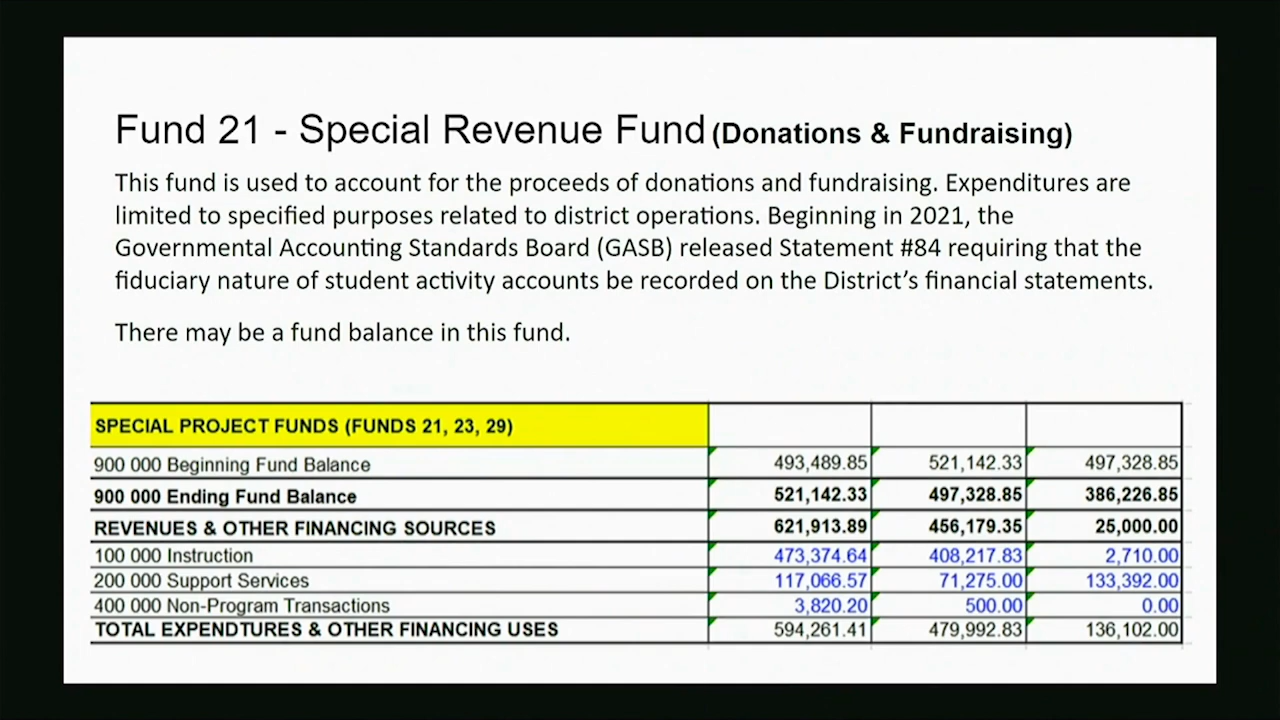 Fund 21 - Special Revenue Fund (Donations & Fundraising)
This fund is used to account for the proceeds of donations and fundraising. Expenditures are
limited to specified purposes related to district operations. Beginning in 2021, the
Governmental Accounting Standards Board (GASB) released Statement #84 requiring that the
fiduciary nature of student activity accounts be recorded on the District's financial statements.
There may be a fund balance in this fund.
SPECIAL PROJECT FUNDS (FUNDS 21, 23, 29)
900 000 Beginning Fund Balance 493,489.85 521,142.33 497,328.85
900 000 Ending Fund Balance 521,142.33 497,328.85 386,226.85
REVENUES & OTHER FINANCING SOURCES 621,913.89 456,179.35 25,000.00
100 000 Instruction 473,374.64 408,217.83 2,710.00
200 000 Support Services 117,066.57 71,275.00 133,392.00
400 000 Non-Program Transactions 3,820.20 500.00 0.00
TOTAL EXPENDTURES & OTHER FINANCING USES 594,261.41 479,992.83 136,102.00